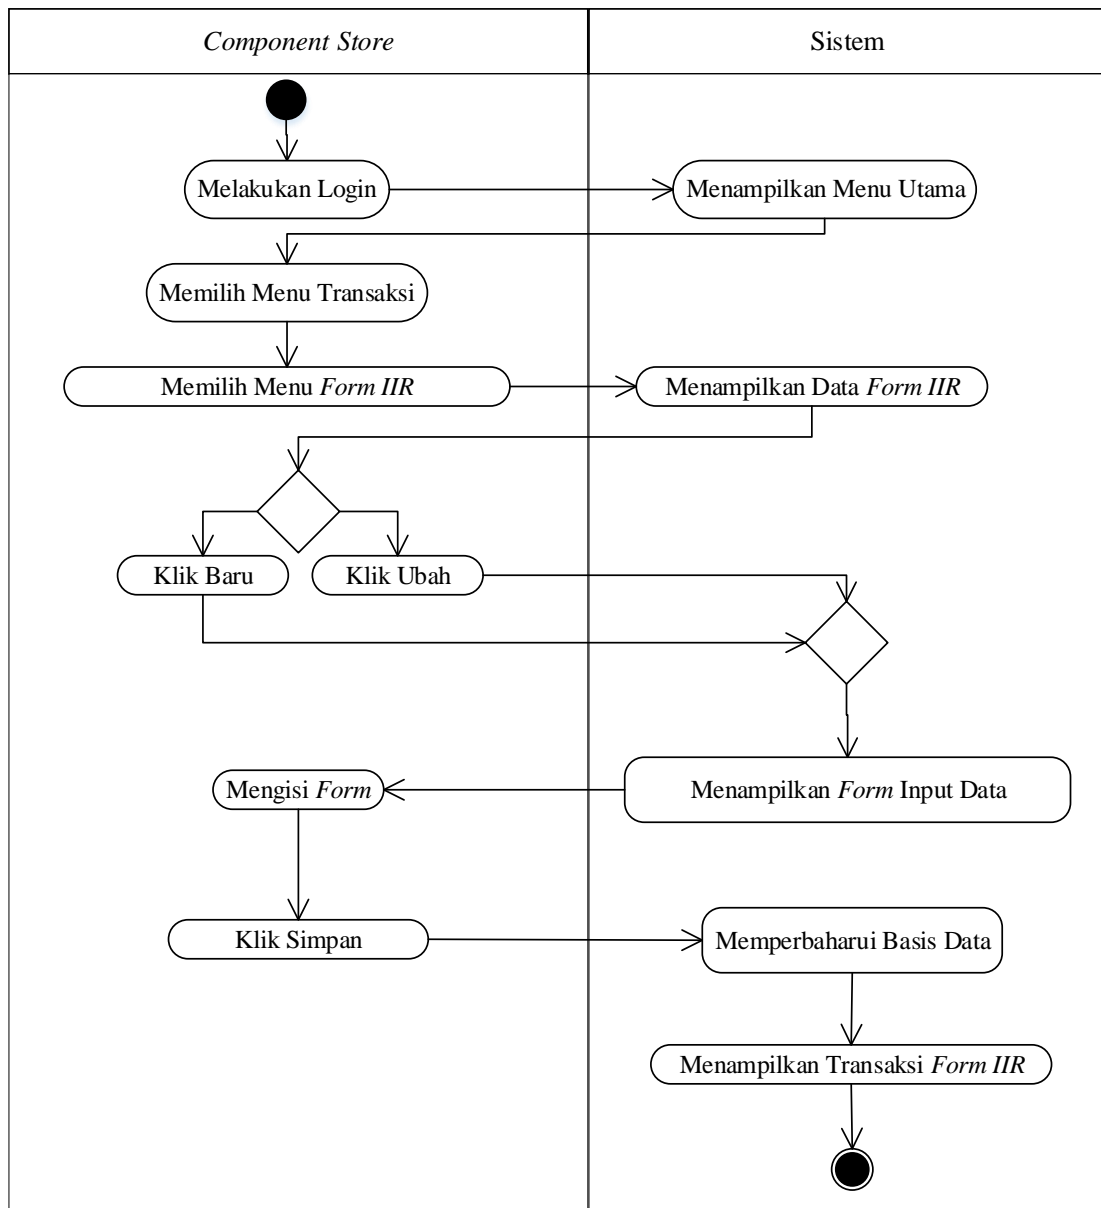 Component Store
Sistem
Melakukan Login
Menampilkan Menu Utama
Memilih Menu Transaksi
Memilih Menu Form IIR
Menampilkan Data Form IIR
Klik Baru
Klik Ubah
Mengisi Form
Menampilkan Form Input Data
Klik Simpan
Memperbaharui Basis Data
Menampilkan Transaksi Form IIR